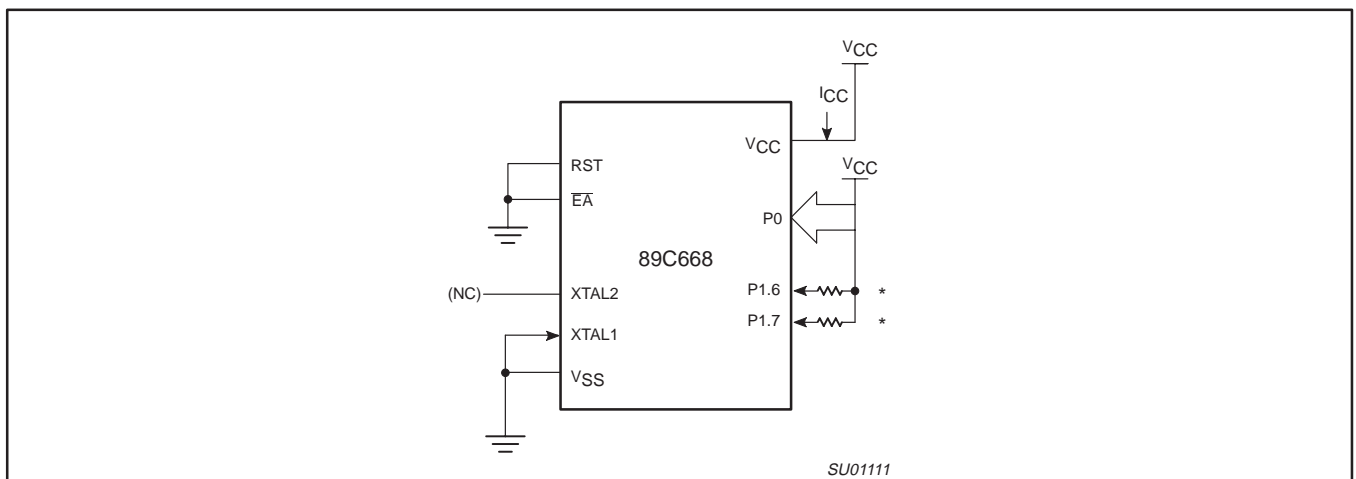 VCC
ICC
VCC
RST
VCC
EA
P0
89C668
(NC)
XTAL2
P1.6
*
P1.7
*
XTAL1
VSS
SU01111